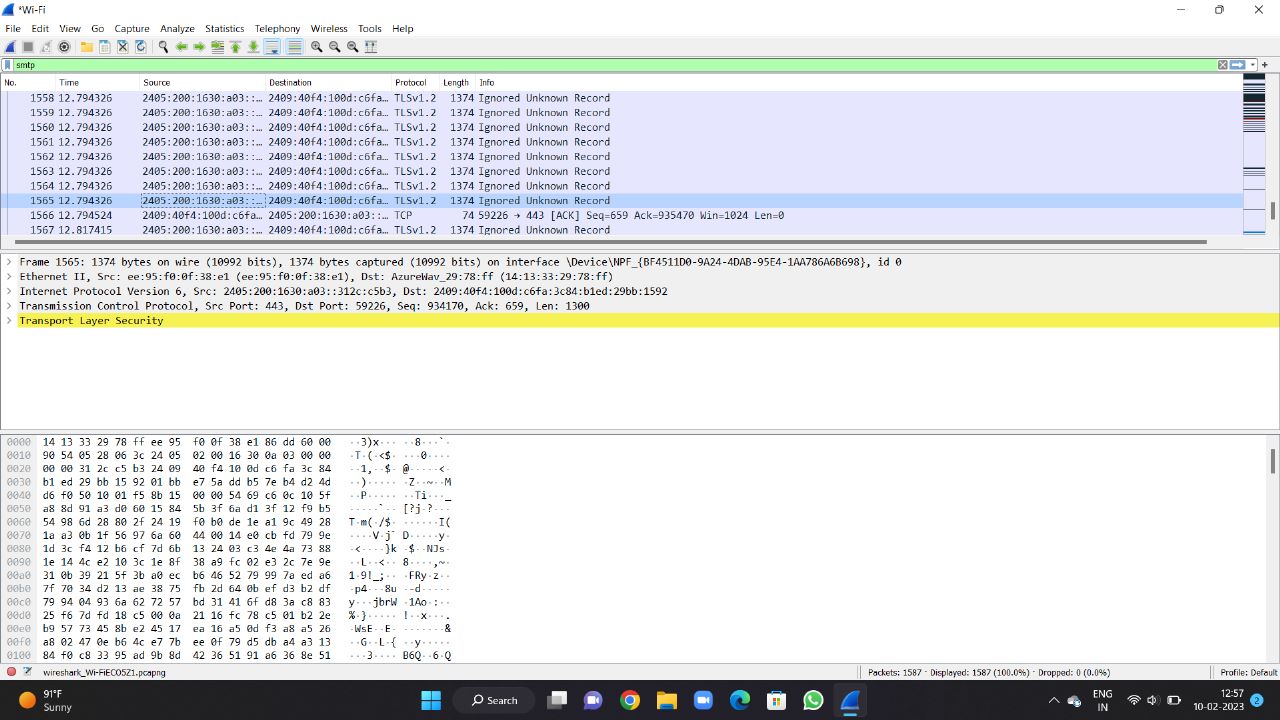 *Wi-Fi
File Edit View Go Capture Analyze Statistics Telephony Wireless Tools Help
smtp
No. Time Source Destination Protocol Length Info
1558 12.794326 2405:200:1630:a03::… 2409:40f4:100d:c6fa… TLSv1.2 1374 Ignored Unknown Record
1559 12.794326 2405:200:1630:a03::… 2409:40f4:100d:c6fa… TLSv1.2 1374 Ignored Unknown Record
1560 12.794326 2405:200:1630:a03::… 2409:40f4:100d:c6fa… TLSv1.2 1374 Ignored Unknown Record
1561 12.794326 2405:200:1630:a03::… 2409:40f4:100d:c6fa… TLSv1.2 1374 Ignored Unknown Record
1562 12.794326 2405:200:1630:a03::… 2409:40f4:100d:c6fa… TLSv1.2 1374 Ignored Unknown Record
1563 12.794326 2405:200:1630:a03::… 2409:40f4:100d:c6fa… TLSv1.2 1374 Ignored Unknown Record
1564 12.794326 2405:200:1630:a03::… 2409:40f4:100d:c6fa… TLSv1.2 1374 Ignored Unknown Record
1565 12.794326 2405:200:1630:a03::… 2409:40f4:100d:c6fa… TLSv1.2 1374 Ignored Unknown Record
1566 12.794524 2409:40f4:100d:c6fa… 2405:200:1630:a03::… TCP 74 59226 → 443 [ACK] Seq=659 Ack=935470 Win=1024 Len=0
1567 12.817415 2405:200:1630:a03::… 2409:40f4:100d:c6fa… TLSv1.2 1374 Ignored Unknown Record
Frame 1565: 1374 bytes on wire (10992 bits), 1374 bytes captured (10992 bits) on interface \Device\NPF_{BF4511D0-9A24-4DAB-95E4-1AA786A6B698}, id 0
Ethernet II, Src: ee:95:f0:0f:38:e1 (ee:95:f0:0f:38:e1), Dst: AzureWav_29:78:ff (14:13:33:29:78:ff)
Internet Protocol Version 6, Src: 2405:200:1630:a03::312c:c5b3, Dst: 2409:40f4:100d:c6fa:3c84:b1ed:29bb:1592
Transmission Control Protocol, Src Port: 443, Dst Port: 59226, Seq: 934170, Ack: 659, Len: 1300
Transport Layer Security
0000 14 13 33 29 78 ff ee 95 f0 0f 38 e1 86 dd 60 00 ··3)x··· ··8···`·
0010 90 54 05 28 06 3c 24 05 02 00 16 30 0a 03 00 00 ·T·(·<$· ···0····
0020 00 00 31 2c c5 b3 24 09 40 f4 10 0d c6 fa 3c 84 ··1,··$· @·····<·
0030 b1 ed 29 bb 15 92 01 bb e7 5a dd b5 7e b4 d2 4d ··)····· ·Z··~··M
0040 d6 f0 50 10 01 f5 8b 15 00 00 54 69 c6 0c 10 5f ··P····· ··Ti···_
0050 a8 8d 91 a3 d0 60 15 84 5b 3f 6a d1 3f 12 f9 b5 ·····`·· [?j·?···
0060 54 98 6d 28 80 2f 24 19 f0 b0 de 1e a1 9c 49 28 T·m(·/$· ······I(
0070 1a a3 0b 1f 56 97 6a 60 44 00 14 e0 cb fd 79 9e ····V·j` D·····y·
0080 1d 3c f4 12 b6 cf 7d 6b 13 24 03 c3 4e 4a 73 88 ·<····}k ·$··NJs·
0090 1e 14 4c e2 10 3c 1e 8f 38 a9 fc 02 e3 2c 7e 9e ··L··<·· 8····,~·
00a0 31 0b 39 21 5f 3b a0 ec b6 46 52 79 99 7a ed a6 1·9!_;·· ·FRy·z··
00b0 7f 70 34 d2 13 ae 38 75 fb 2d 64 0b ef d3 b2 df ·p4···8u ·-d·····
00c0 79 94 04 93 6a 62 72 57 bd 31 41 6f d8 3a c8 83 y···jbrW ·1Ao·:··
00d0 25 f6 7d fd 18 c5 00 0a 21 16 fc 78 c5 01 b2 2e %·}····· !··x···.
00e0 b9 57 73 45 8b e2 45 17 ea 16 a5 0d f3 a8 a5 26 ·WsE··E· ·······&
00f0 a8 02 47 0e b6 4c e7 7b ee 0f 79 d5 db a4 a3 13 ··G··L·{ ··y·····
0100 84 f0 c8 33 95 ad 9b 8d 42 36 51 91 a6 36 8e 51 ···3···· B6Q··6·Q
wireshark_Wi-FiECO5Z1.pcapng Packets: 1587 · Displayed: 1587 (100.0%) · Dropped: 0 (0.0%) Profile: Default
91°F
Sunny
Search
ENG
IN
12:57
10-02-2023
2